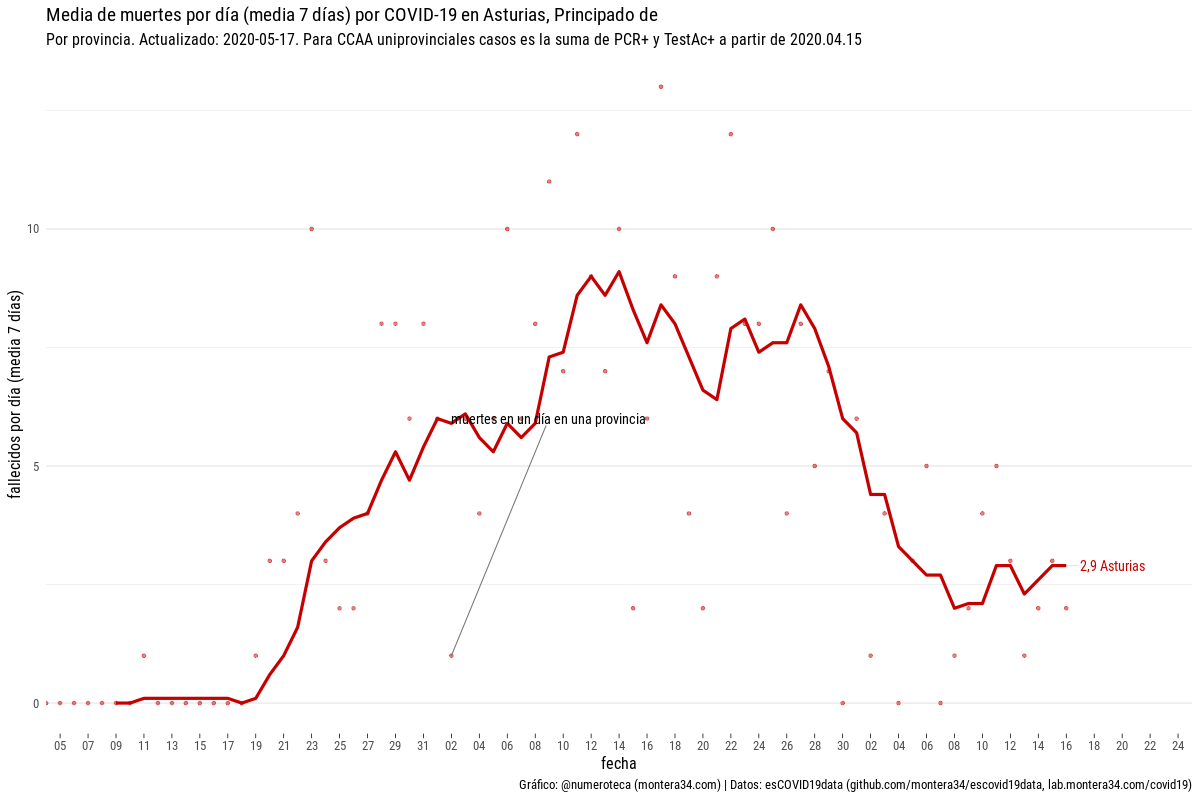 Media de muertes por día (media 7 días) por COVID-19 en Asturias, Principado de
Por provincia. Actualizado: 2020-05-17. Para CCAA uniprovinciales casos es la suma de PCR+ y TestAc+ a partir de 2020.04.15
fallecidos por día (media 7 días)
10
5
0
muertes en un día en una provincia
2,9 Asturias
05 07 09 11 13 15 17 19 21 23 25 27 29 31 02 04 06 08 10 12 14 16 18 20 22 24 26 28 30 02 04 06 08 10 12 14 16 18 20 22 24
fecha
Gráfico: @numeroteca (montera34.com) | Datos: esCOVID19data (github.com/montera34/escovid19data, lab.montera34.com/covid19)